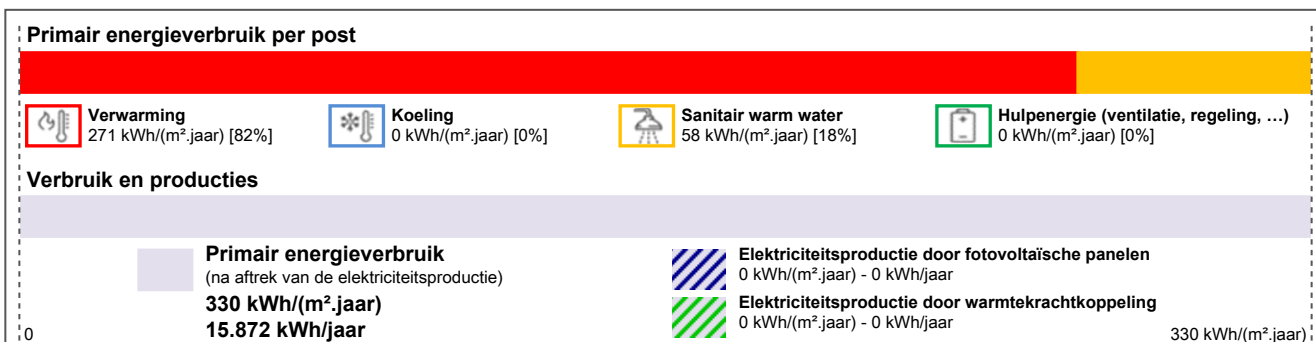 Primair energieverbruik per post
Verwarming
271 kWh/(m².jaar) [82%]
Koeling
0 kWh/(m².jaar) [0%]
Sanitair warm water
58 kWh/(m².jaar) [18%]
Hulpenergie (ventilatie, regeling, …)
0 kWh/(m².jaar) [0%]
Verbruik en producties
Primair energieverbruik
(na aftrek van de elektriciteitsproductie)
330 kWh/(m².jaar)
15.872 kWh/jaar
Elektriciteitsproductie door fotovoltaïsche panelen
0 kWh/(m².jaar) - 0 kWh/jaar
Elektriciteitsproductie door warmtekrachtkoppeling
0 kWh/(m².jaar) - 0 kWh/jaar
0
330 kWh/(m².jaar)